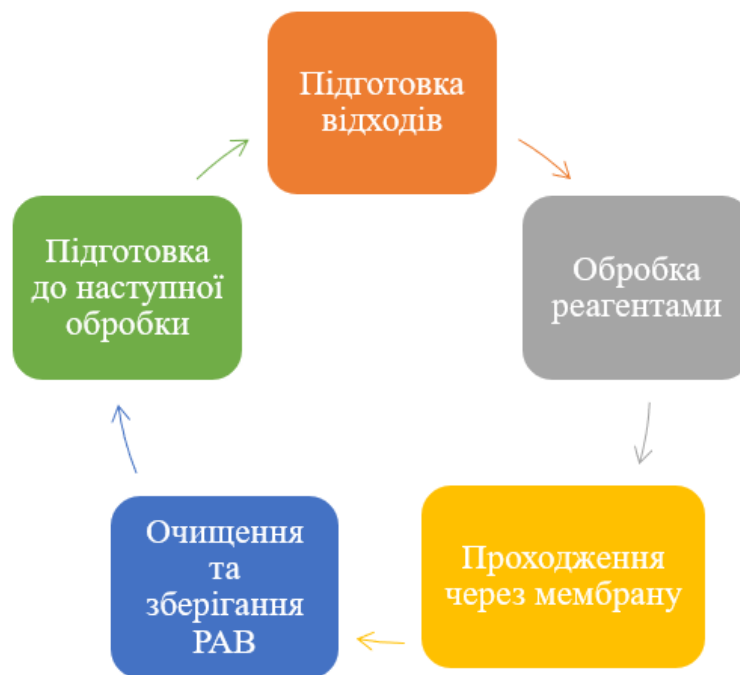 Підготовка
відходів
Обробка
реагентами
Проходження
через мембрану
Очищення
та
зберігання
РАВ
Підготовка
до наступної
обробки